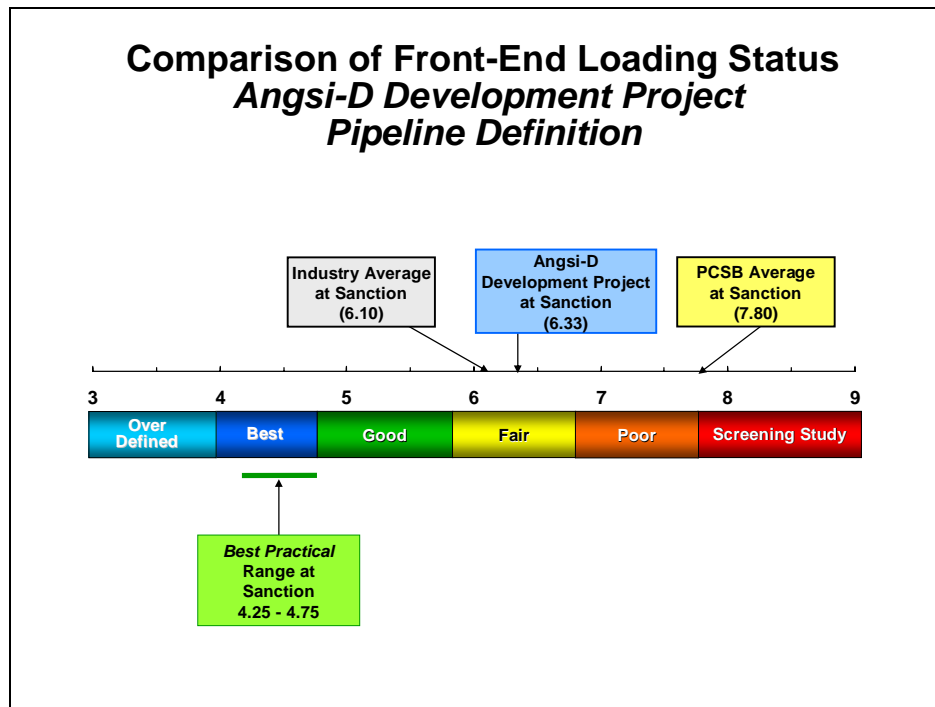 Comparison of Front-End Loading Status
Angsi-D Development Project
Pipeline Definition
Industry Average
at Sanction
(6.10)
Angsi-D
Development Project
at Sanction
(6.33)
PCSB Average
at Sanction
(7.80)
3 4 5 6 7 8 9
Over
Defined
Best
Good
Fair
Poor
Screening Study
Best Practical
Range at
Sanction
4.25 - 4.75